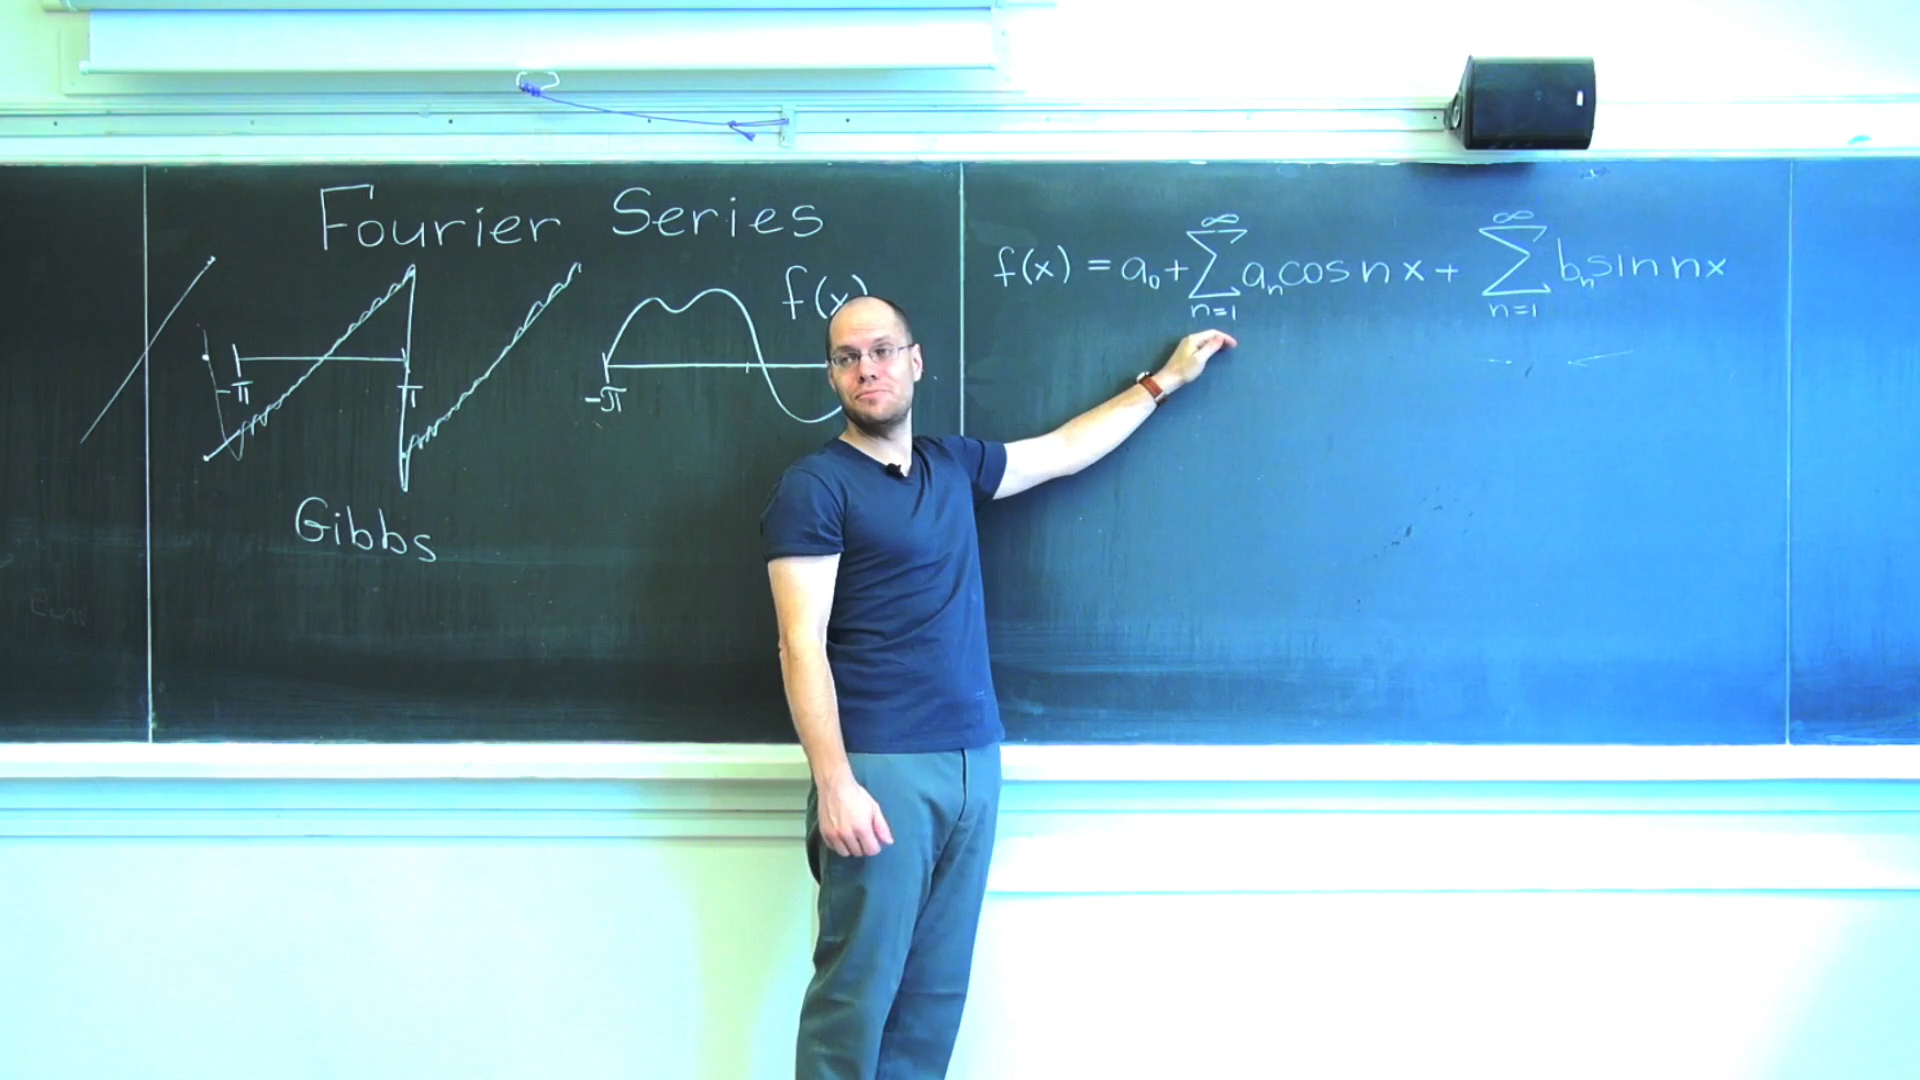 Fourier Series
f(x)
-π
π
-π
Gibbs
f(x) = a₀ + ∞∑n=1 aₙ cos n x + ∞∑n=1 bₙ sin n x